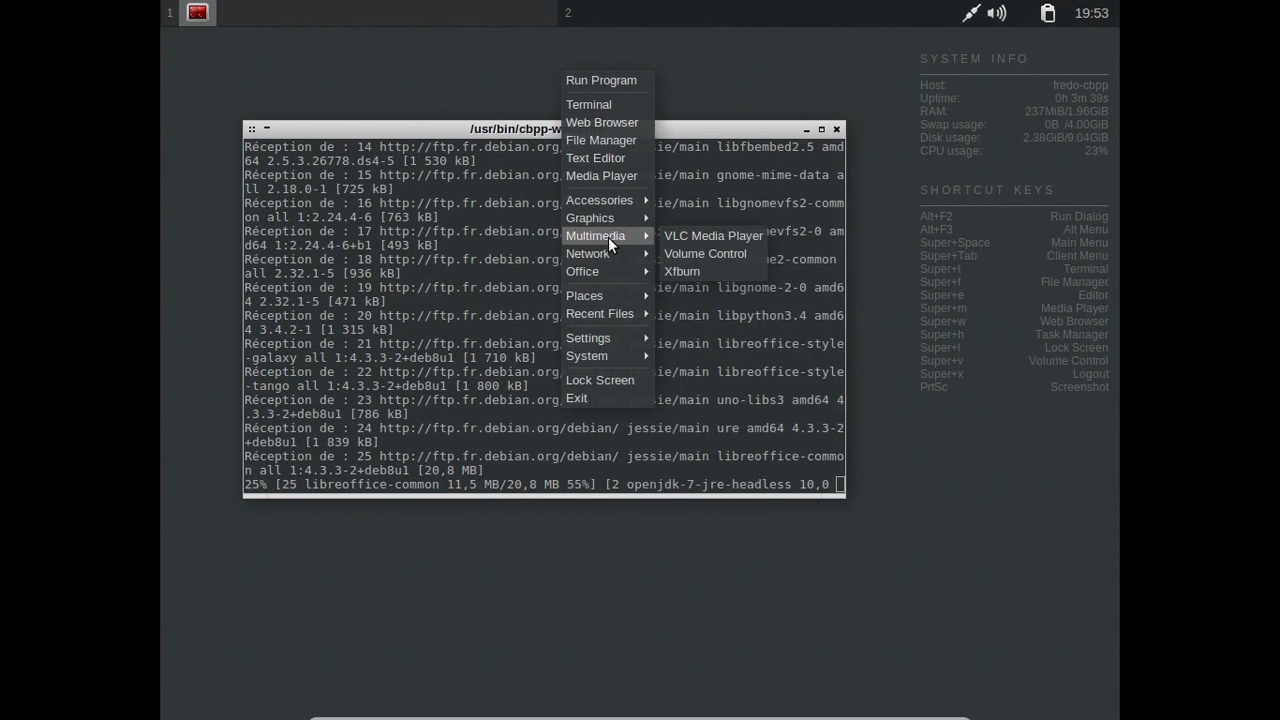 1
2
19:53
SYSTEM INFO
Host: fredo-cbpp
Uptime: 0h 3m 39s
RAM: 237MiB/1.96GiB
Swap usage: 0B /4.00GiB
Disk usage: 2.38GiB/9.04GiB
CPU usage: 23%
SHORTCUT KEYS
Alt+F2 Run Dialog
Alt+F3 Alt Menu
Super+Space Main Menu
Super+Tab Client Menu
Super+t Terminal
Super+f File Manager
Super+e Editor
Super+m Media Player
Super+w Web Browser
Super+h Task Manager
Super+l Lock Screen
Super+v Volume Control
Super+x Logout
PrtSc Screenshot
/usr/bin/cbpp-w
Réception de : 14 http://ftp.fr.debian.org/ jessie/main libfbembed2.5 amd
64 2.5.3.26778.ds4-5 [1 530 kB]
Réception de : 15 http://ftp.fr.debian.org/ jessie/main gnome-mime-data a
ll 2.18.0-1 [725 kB]
Réception de : 16 http://ftp.fr.debian.org/ jessie/main libgnomevfs2-comm
on all 1:2.24.4-6 [763 kB]
Réception de : 17 http://ftp.fr.debian.org/ mevfs2-0 am
d64 1:2.24.4-6+b1 [493 kB]
Réception de : 18 http://ftp.fr.debian.org/ me2-common
all 2.32.1-5 [936 kB]
Réception de : 19 http://ftp.fr.debian.org/ jessie/main libgnome-2-0 amd6
4 2.32.1-5 [471 kB]
Réception de : 20 http://ftp.fr.debian.org/ jessie/main libpython3.4 amd6
4 3.4.2-1 [1 315 kB]
Réception de : 21 http://ftp.fr.debian.org/ jessie/main libreoffice-style
-galaxy all 1:4.3.3-2+deb8u1 [1 710 kB]
Réception de : 22 http://ftp.fr.debian.org/ jessie/main libreoffice-style
-tango all 1:4.3.3-2+deb8u1 [1 800 kB]
Réception de : 23 http://ftp.fr.debian.org/ jessie/main uno-libs3 amd64 4
.3.3-2+deb8u1 [786 kB]
Réception de : 24 http://ftp.fr.debian.org/debian/ jessie/main ure amd64 4.3.3-2
+deb8u1 [1 839 kB]
Réception de : 25 http://ftp.fr.debian.org/debian/ jessie/main libreoffice-commo
n all 1:4.3.3-2+deb8u1 [20,8 MB]
25% [25 libreoffice-common 11,5 MB/20,8 MB 55%] [2 openjdk-7-jre-headless 10,0
Run Program
Terminal
Web Browser
File Manager
Text Editor
Media Player
Accessories
Graphics
Multimedia
Network
Office
Places
Recent Files
Settings
System
Lock Screen
Exit
VLC Media Player
Volume Control
Xfburn